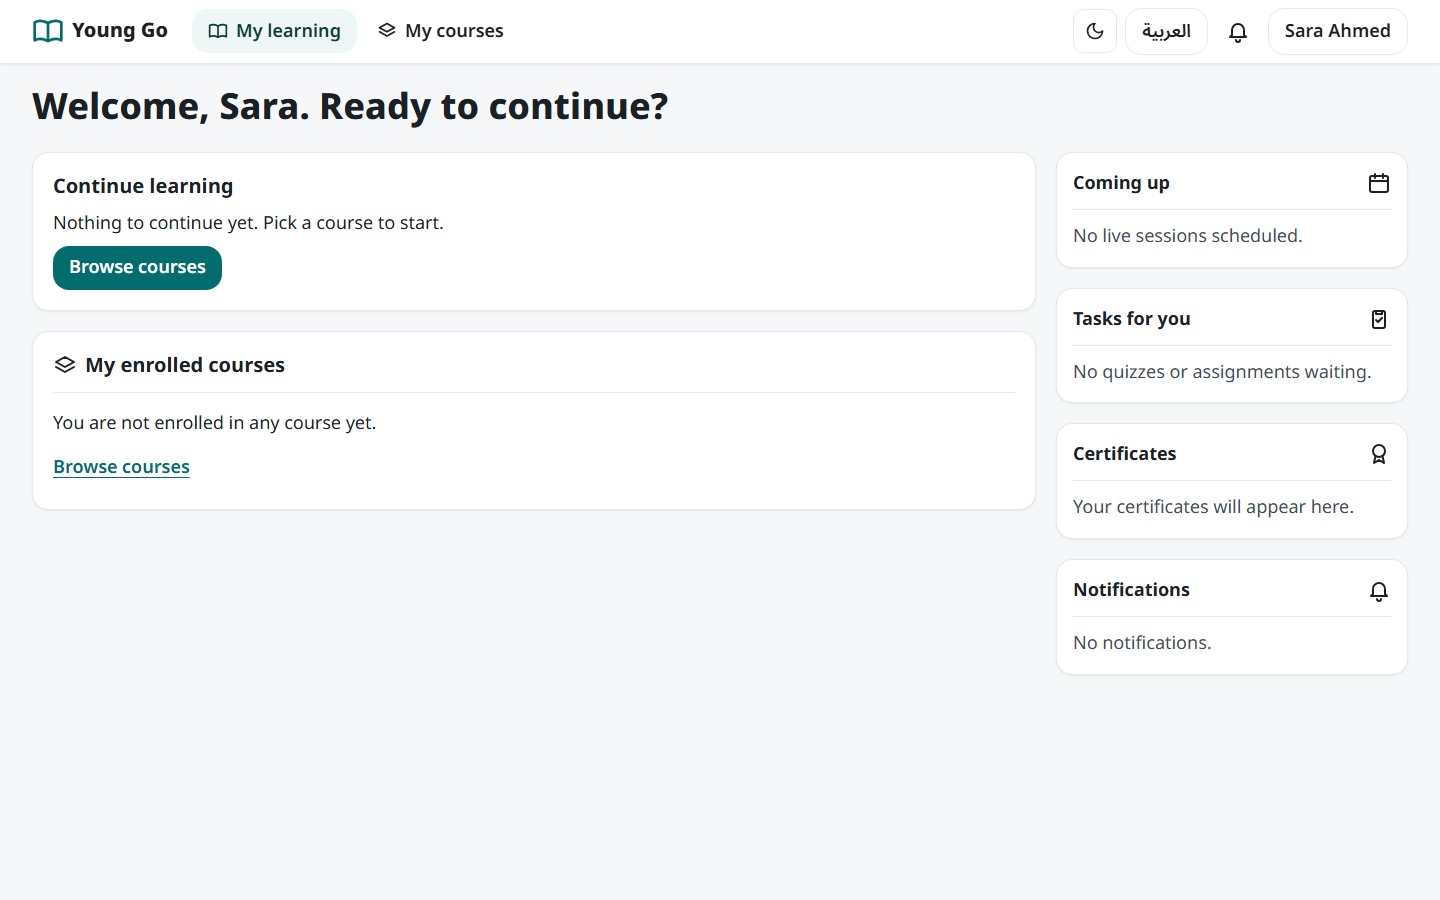 Young Go
My learning
My courses
العربية
Sara Ahmed
Welcome, Sara. Ready to continue?
Continue learning
Nothing to continue yet. Pick a course to start.
Browse courses
My enrolled courses
You are not enrolled in any course yet.
Browse courses
Coming up
No live sessions scheduled.
Tasks for you
No quizzes or assignments waiting.
Certificates
Your certificates will appear here.
Notifications
No notifications.